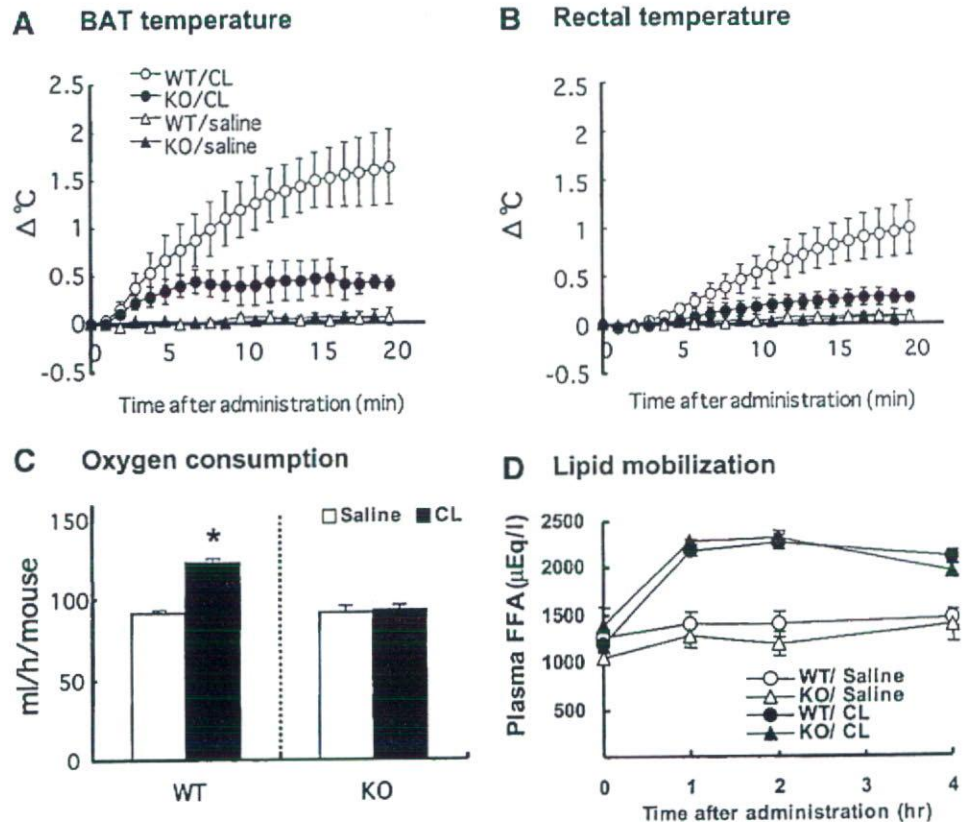 A BAT temperature
2.5
2
1.5
1
0.5
0
-0.5
Δ°C
WT/CL
KO/CL
WT/saline
KO/saline
0 5 10 15 20
Time after administration (min)
B Rectal temperature
2.5
2
1.5
1
0.5
0
-0.5
Δ°C
0 5 10 15 20
Time after administration (min)
C Oxygen consumption
150
100
50
0
ml/h/mouse
Saline CL
*
WT KO
D Lipid mobilization
2500
2000
1500
1000
500
Plasma FFA(μEq/l)
WT/ Saline
KO/ Saline
WT/ CL
KO/ CL
0 1 2 3 4
Time after administration (hr)